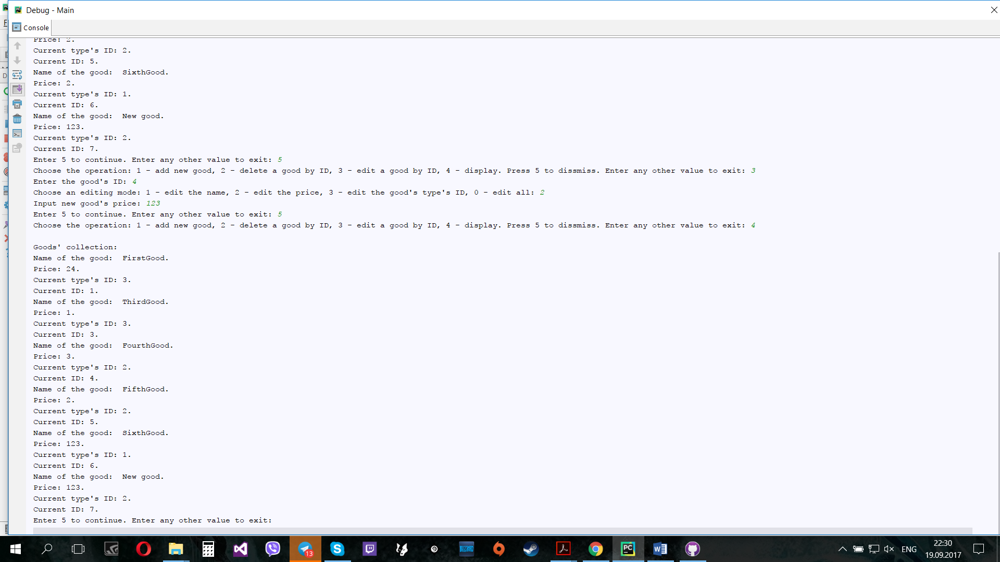 Debug - Main
Console
Price: 2.
Current type's ID: 2.
Current ID: 5.
Name of the good:  SixthGood.
Price: 2.
Current type's ID: 1.
Current ID: 6.
Name of the good:  New good.
Price: 123.
Current type's ID: 2.
Current ID: 7.
Enter 5 to continue. Enter any other value to exit: 5
Choose the operation: 1 - add new good, 2 - delete a good by ID, 3 - edit a good by ID, 4 - display. Press 5 to dissmiss. Enter any other value to exit: 3
Enter the good's ID: 4
Choose an editing mode: 1 - edit the name, 2 - edit the price, 3 - edit the good's type's ID, 0 - edit all: 2
Input new good's price: 123
Enter 5 to continue. Enter any other value to exit: 5
Choose the operation: 1 - add new good, 2 - delete a good by ID, 3 - edit a good by ID, 4 - display. Press 5 to dissmiss. Enter any other value to exit: 4
Goods' collection:
Name of the good:  FirstGood.
Price: 24.
Current type's ID: 3.
Current ID: 1.
Name of the good:  ThirdGood.
Price: 1.
Current type's ID: 3.
Current ID: 3.
Name of the good:  FourthGood.
Price: 3.
Current type's ID: 2.
Current ID: 4.
Name of the good:  FifthGood.
Price: 2.
Current type's ID: 2.
Current ID: 5.
Name of the good:  SixthGood.
Price: 123.
Current type's ID: 1.
Current ID: 6.
Name of the good:  New good.
Price: 123.
Current type's ID: 2.
Current ID: 7.
Enter 5 to continue. Enter any other value to exit:
13
BLIZZARD
PC
ENG
22:30
19.09.2017